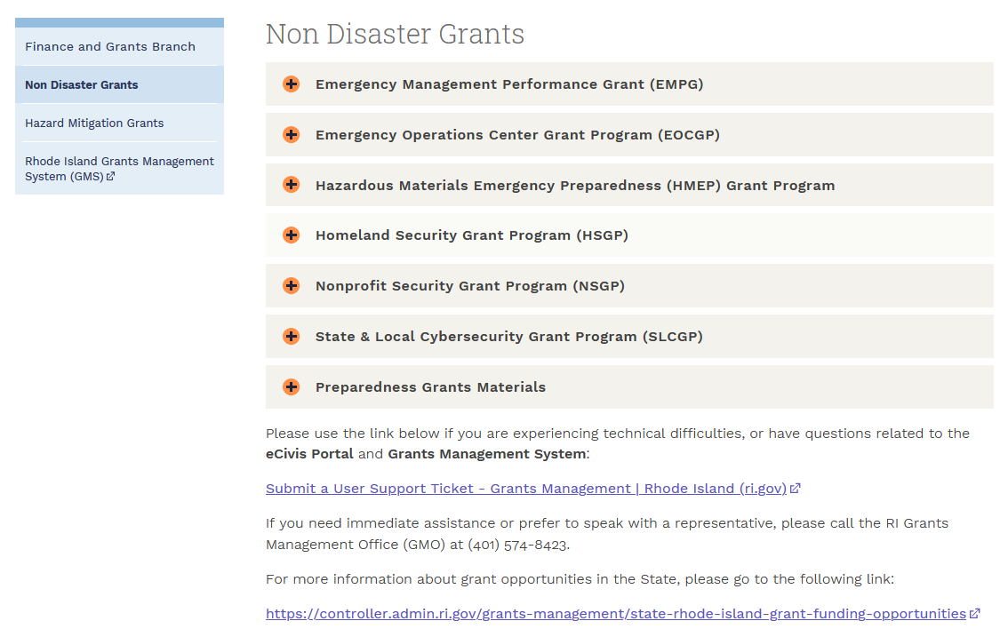 Finance and Grants Branch
Non Disaster Grants
Hazard Mitigation Grants
Rhode Island Grants Management
System (GMS)
Non Disaster Grants
Emergency Management Performance Grant (EMPG)
Emergency Operations Center Grant Program (EOCGP)
Hazardous Materials Emergency Preparedness (HMEP) Grant Program
Homeland Security Grant Program (HSGP)
Nonprofit Security Grant Program (NSGP)
State & Local Cybersecurity Grant Program (SLCGP)
Preparedness Grants Materials
Please use the link below if you are experiencing technical difficulties, or have questions related to the
eCivis Portal and Grants Management System:
Submit a User Support Ticket - Grants Management | Rhode Island (ri.gov)
If you need immediate assistance or prefer to speak with a representative, please call the RI Grants
Management Office (GMO) at (401) 574-8423.
For more information about grant opportunities in the State, please go to the following link:
https://controller.admin.ri.gov/grants-management/state-rhode-island-grant-funding-opportunities